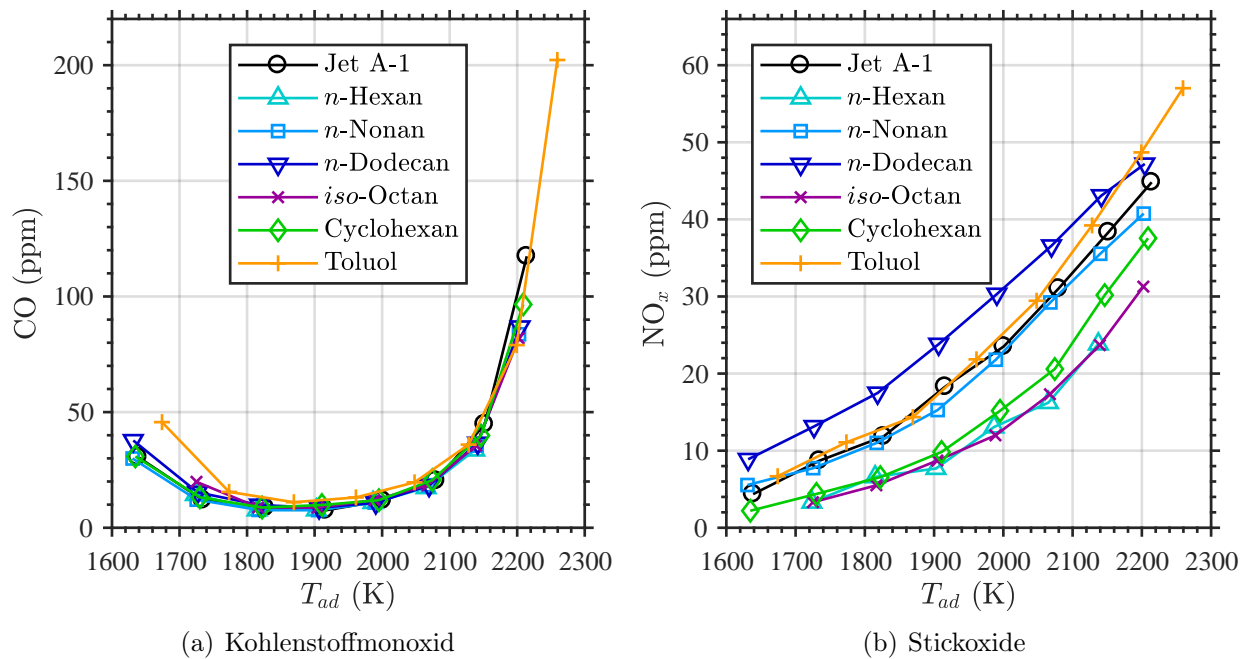 CO (ppm)
200
150
100
50
0
1600 1700 1800 1900 2000 2100 2200 2300
T_ad (K)
Jet A-1
n-Hexan
n-Nonan
n-Dodecan
iso-Octan
Cyclohexan
Toluol
(a) Kohlenstoffmonoxid
NO_x (ppm)
60
50
40
30
20
10
0
1600 1700 1800 1900 2000 2100 2200 2300
T_ad (K)
Jet A-1
n-Hexan
n-Nonan
n-Dodecan
iso-Octan
Cyclohexan
Toluol
(b) Stickoxide